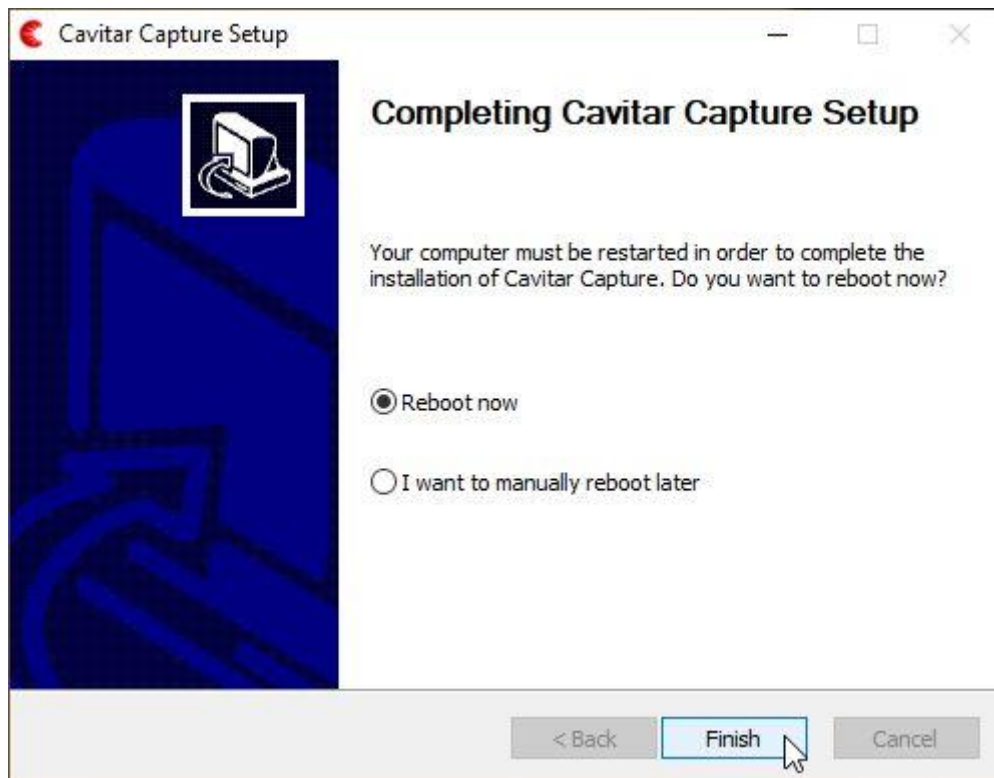 Cavitar Capture Setup
Completing Cavitar Capture Setup
Your computer must be restarted in order to complete the
installation of Cavitar Capture. Do you want to reboot now?
Reboot now
I want to manually reboot later
< Back
Finish
Cancel